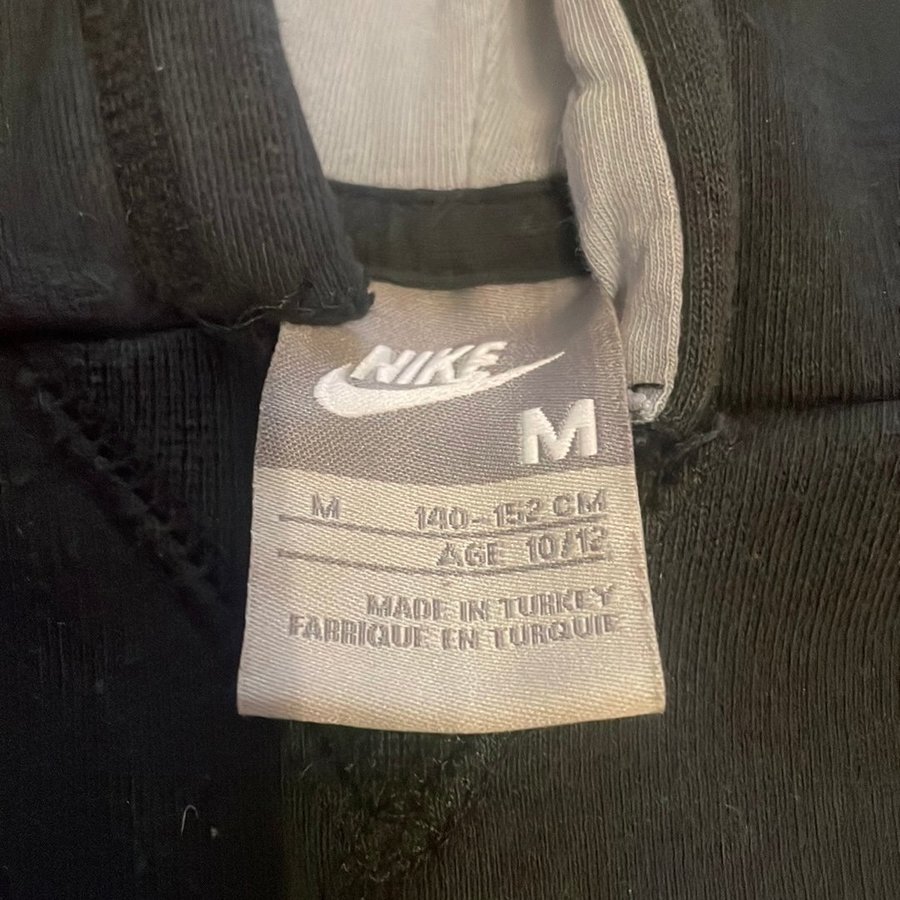 NIKE
M
M 140-152 CM
AGE 10/12
MADE IN TURKEY
FABRIQUE EN TURQUIE